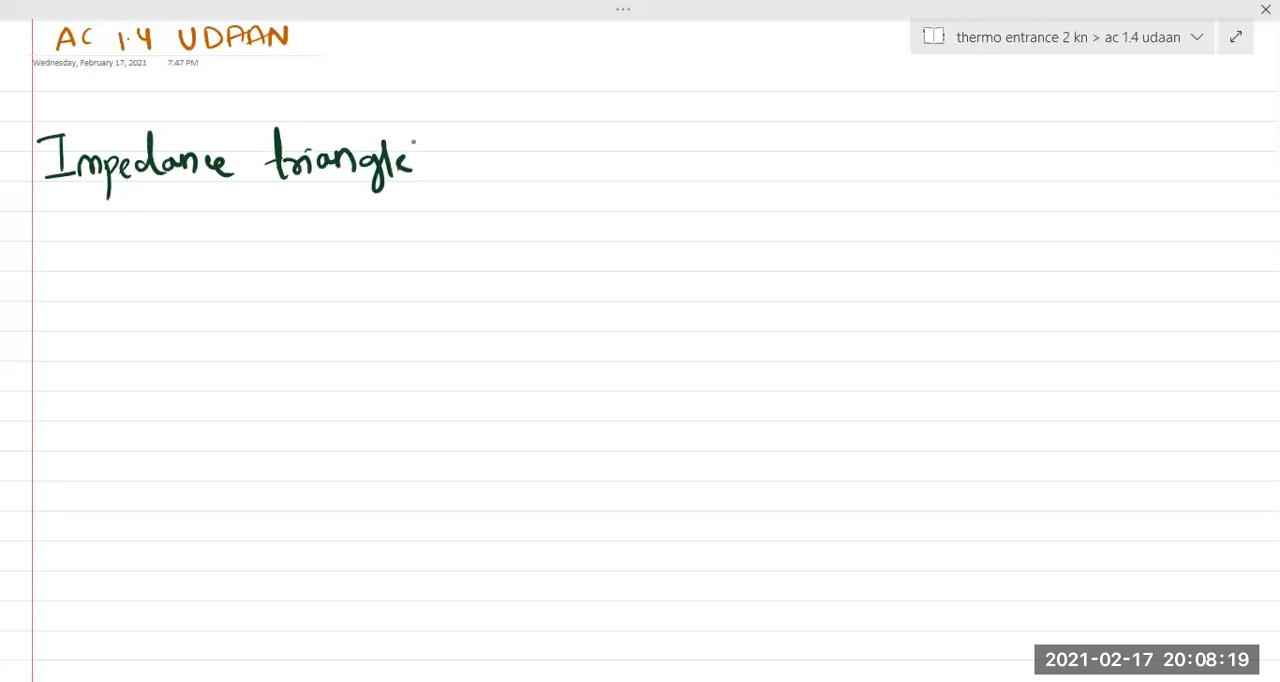 ...
AC 1.4 UDAAN
thermo entrance 2 kn > ac 1.4 udaan
Wednesday, February 17, 2021 7:47 PM
Impedance triangle
2021-02-17 20:08:19